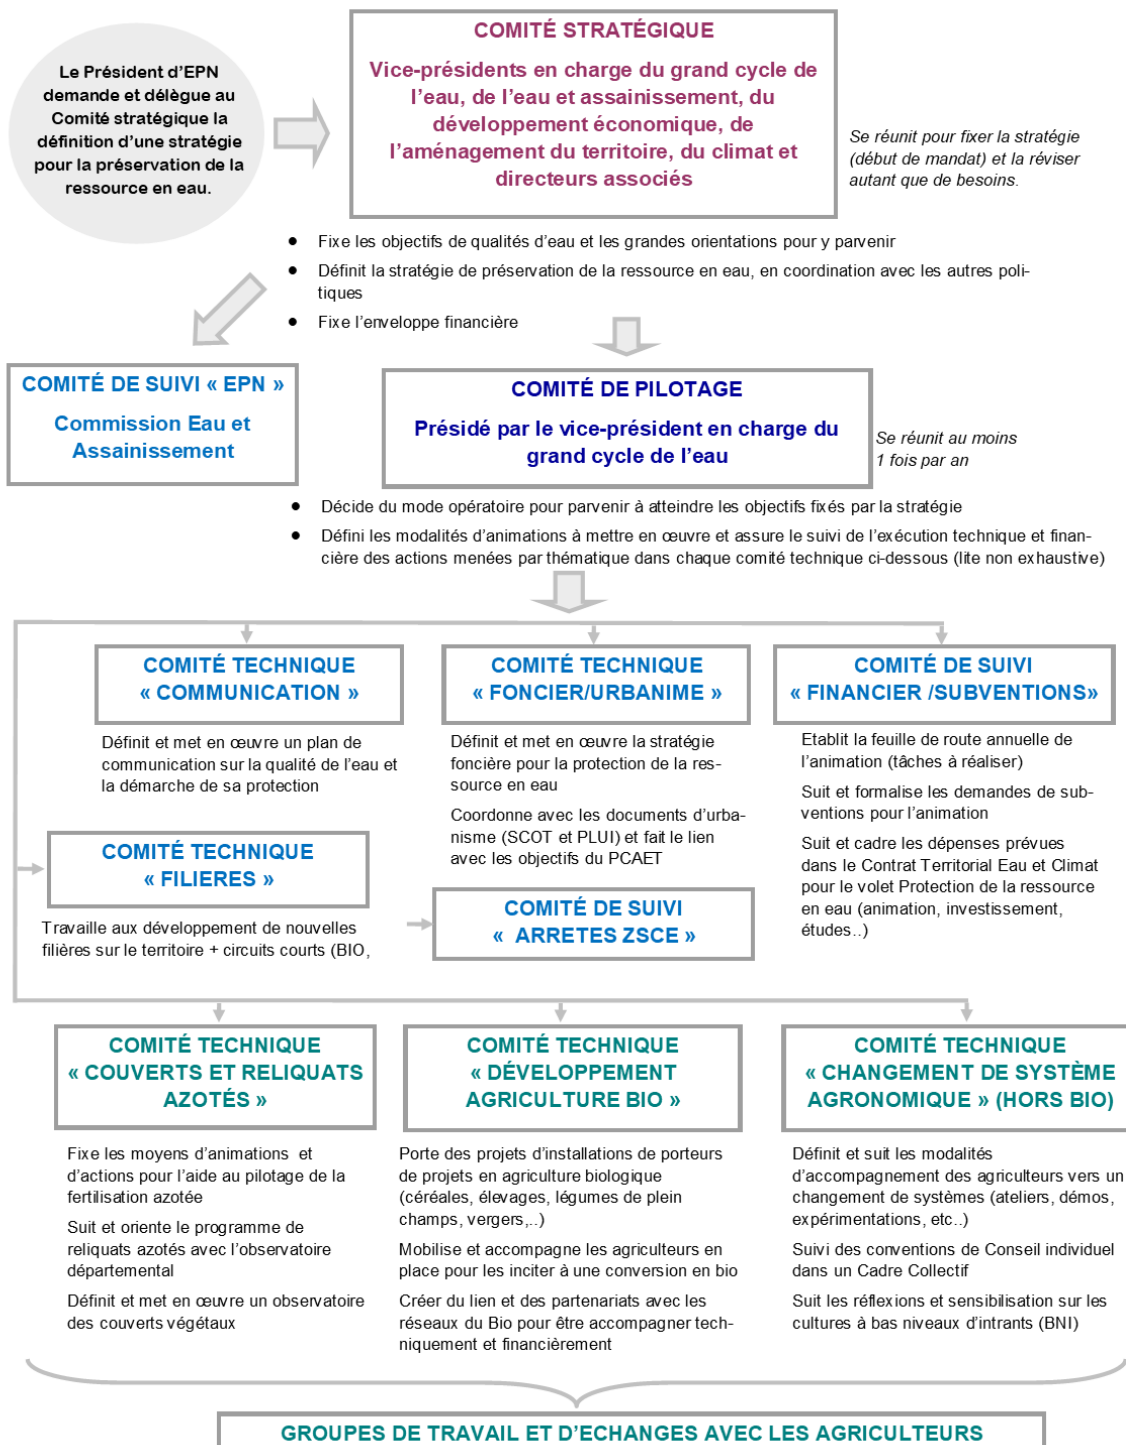 Le Président d’EPN
demande et délègue au
Comité stratégique la
définition d’une stratégie
pour la préservation de la
ressource en eau.
COMITÉ STRATÉGIQUE
Vice-présidents en charge du grand cycle de
l’eau, de l’eau et assainissement, du
développement économique, de
l’aménagement du territoire, du climat et
directeurs associés
Se réunit pour fixer la stratégie
(début de mandat) et la réviser
autant que de besoins.
● Fixe les objectifs de qualités d’eau et les grandes orientations pour y parvenir
● Définit la stratégie de préservation de la ressource en eau, en coordination avec les autres poli-
tiques
● Fixe l’enveloppe financière
COMITÉ DE SUIVI « EPN »
Commission Eau et
Assainissement
COMITÉ DE PILOTAGE
Présidé par le vice-président en charge du
grand cycle de l’eau
Se réunit au moins
1 fois par an
● Décide du mode opératoire pour parvenir à atteindre les objectifs fixés par la stratégie
● Défini les modalités d’animations à mettre en œuvre et assure le suivi de l’exécution technique et finan-
cière des actions menées par thématique dans chaque comité technique ci-dessous (lite non exhaustive)
COMITÉ TECHNIQUE
« COMMUNICATION »
Définit et met en œuvre un plan de
communication sur la qualité de l’eau et
la démarche de sa protection
COMITÉ TECHNIQUE
« FONCIER/URBANIME »
Définit et met en œuvre la stratégie
foncière pour la protection de la res-
source en eau
Coordonne avec les documents d’urba-
nisme (SCOT et PLUI) et fait le lien
avec les objectifs du PCAET
COMITÉ DE SUIVI
« FINANCIER /SUBVENTIONS»
Etablit la feuille de route annuelle de
l’animation (tâches à réaliser)
Suit et formalise les demandes de sub-
ventions pour l’animation
Suit et cadre les dépenses prévues
dans le Contrat Territorial Eau et Climat
pour le volet Protection de la ressource
en eau (animation, investissement,
études..)
COMITÉ TECHNIQUE
« FILIERES »
Travaille aux développement de nouvelles
filières sur le territoire + circuits courts (BIO,
COMITÉ DE SUIVI
« ARRETES ZSCE »
COMITÉ TECHNIQUE
« COUVERTS ET RELIQUATS
AZOTÉS »
Fixe les moyens d’animations et
d’actions pour l’aide au pilotage de la
fertilisation azotée
Suit et oriente le programme de
reliquats azotés avec l’observatoire
départemental
Définit et met en œuvre un observatoire
des couverts végétaux
COMITÉ TECHNIQUE
« DÉVELOPPEMENT
AGRICULTURE BIO »
Porte des projets d’installations de porteurs
de projets en agriculture biologique
(céréales, élevages, légumes de plein
champs, vergers,..)
Mobilise et accompagne les agriculteurs en
place pour les inciter à une conversion en bio
Créer du lien et des partenariats avec les
réseaux du Bio pour être accompagner tech-
niquement et financièrement
COMITÉ TECHNIQUE
« CHANGEMENT DE SYSTÈME
AGRONOMIQUE » (HORS BIO)
Définit et suit les modalités
d’accompagnement des agriculteurs vers un
changement de systèmes (ateliers, démos,
expérimentations, etc..)
Suivi des conventions de Conseil individuel
dans un Cadre Collectif
Suit les réflexions et sensibilisation sur les
cultures à bas niveaux d’intrants (BNI)
GROUPES DE TRAVAIL ET D’ECHANGES AVEC LES AGRICULTEURS